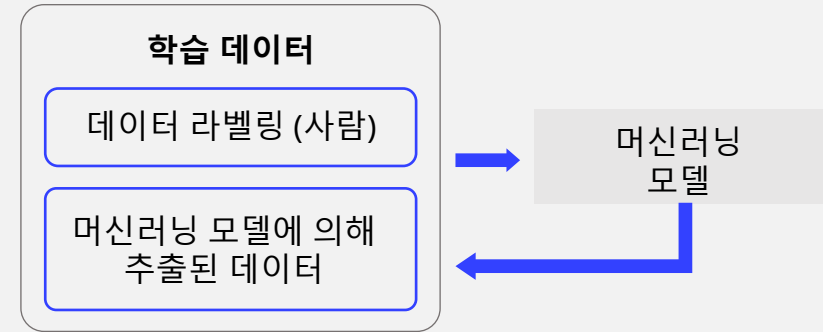 학습 데이터
데이터 라벨링 (사람)
머신러닝 모델에 의해
추출된 데이터
머신러닝
모델